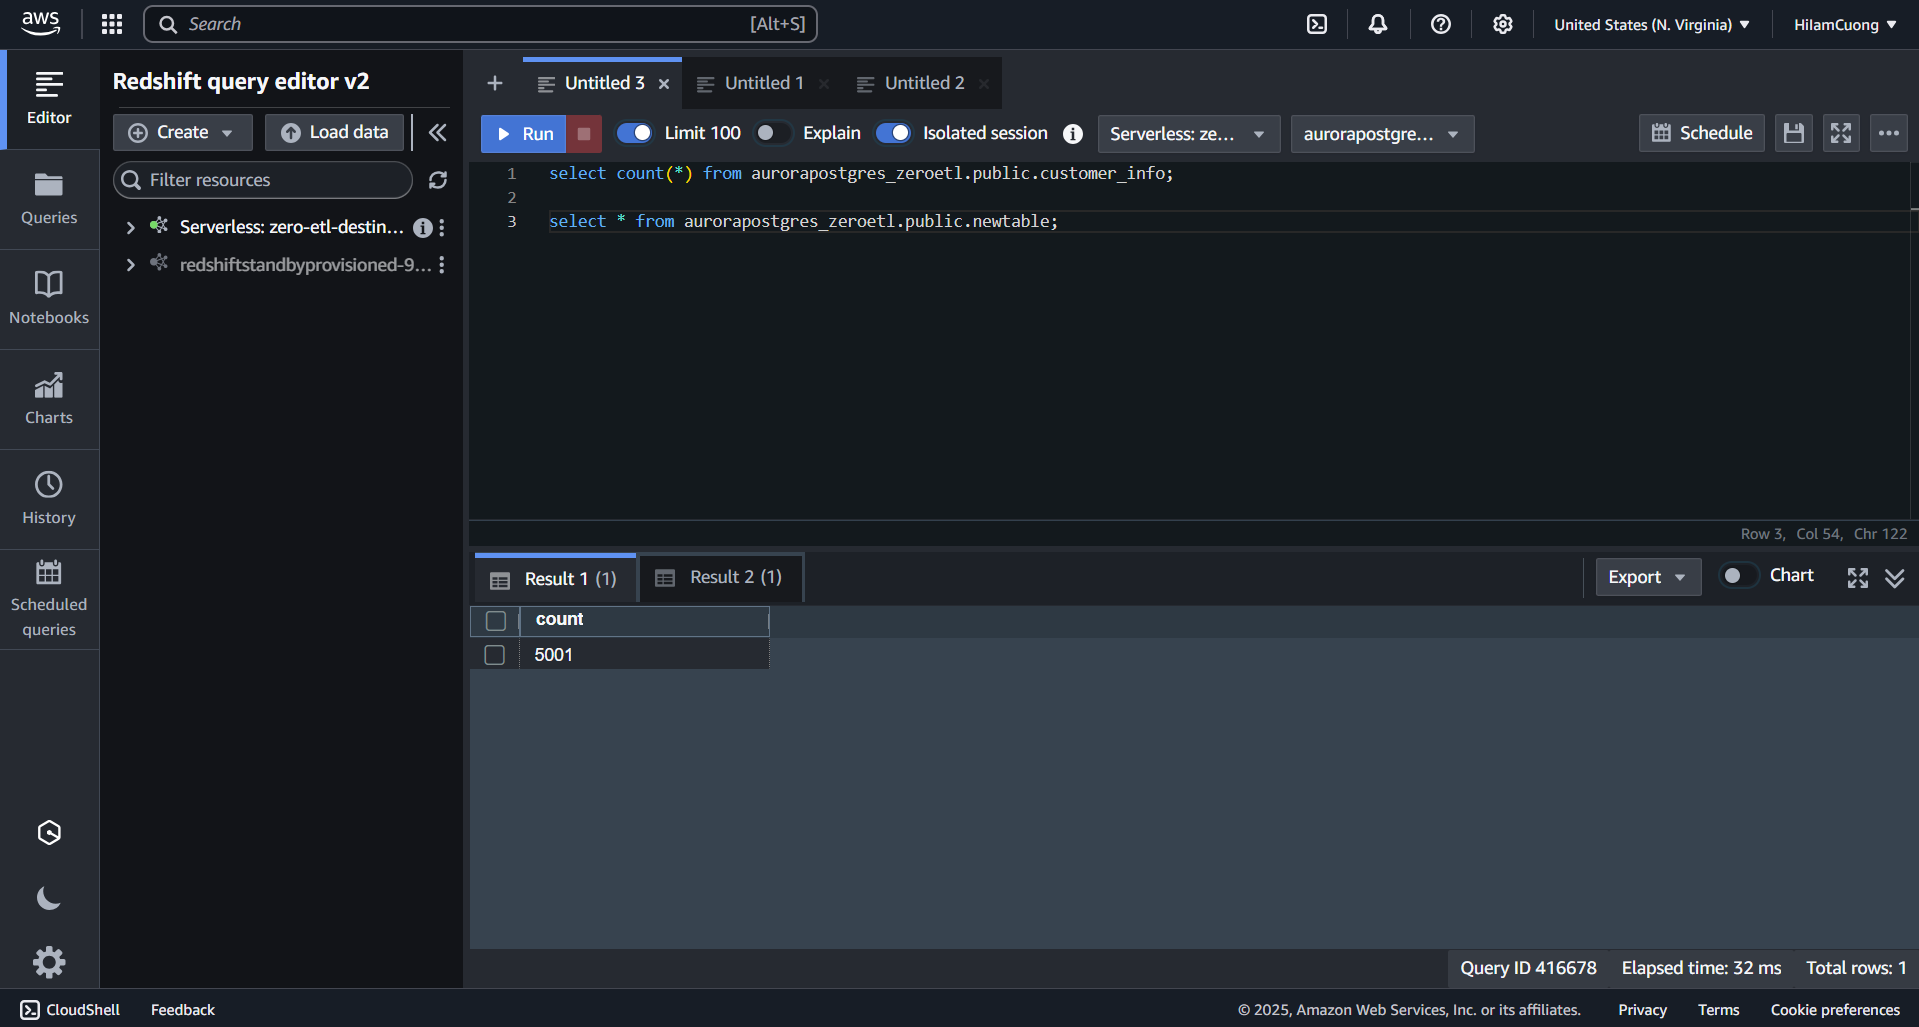 aws
Search [Alt+S]
United States (N. Virginia) HilamCuong
Editor
Queries
Notebooks
Charts
History
Scheduled
queries
Redshift query editor v2
Create Load data
Filter resources
Serverless: zero-etl-destin...
redshiftstandbyprovisioned-9...
+ Untitled 3 × Untitled 1 × Untitled 2 ×
Run Limit 100 Explain Isolated session Serverless: ze... aurorapostgre... Schedule
1 select count(*) from aurorapostgres_zeroetl.public.customer_info;
2
3 select * from aurorapostgres_zeroetl.public.newtable;
Row 3, Col 54, Chr 122
Result 1 (1) Result 2 (1) Export Chart
count
5001
Query ID 416678 Elapsed time: 32 ms Total rows: 1
CloudShell Feedback © 2025, Amazon Web Services, Inc. or its affiliates. Privacy Terms Cookie preferences